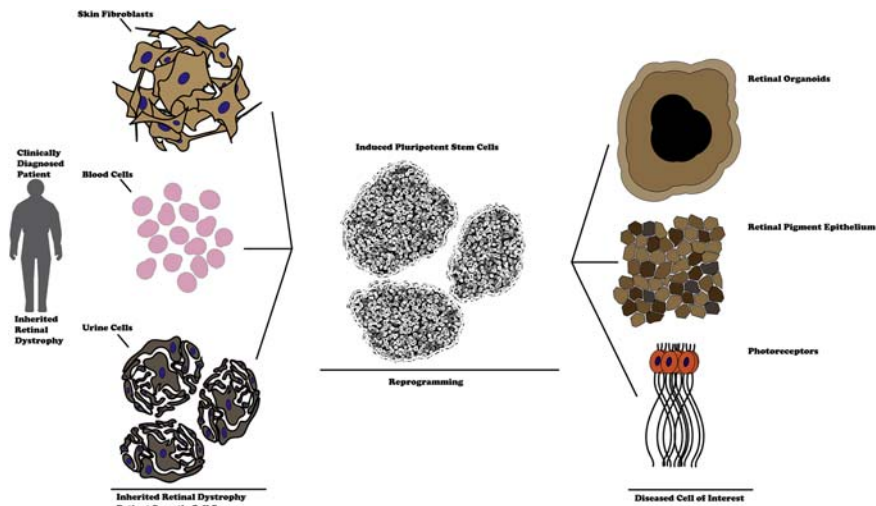 Skin Fibroblasts
Clinically
Diagnosed
Patient
Blood Cells
Inherited
Retinal
Dystrophy
Urine Cells
Inherited Retinal Dystrophy
Induced Pluripotent Stem Cells
Reprogramming
Retinal Organoids
Retinal Pigment Epithelium
Photoreceptors
Diseased Cell of Interest